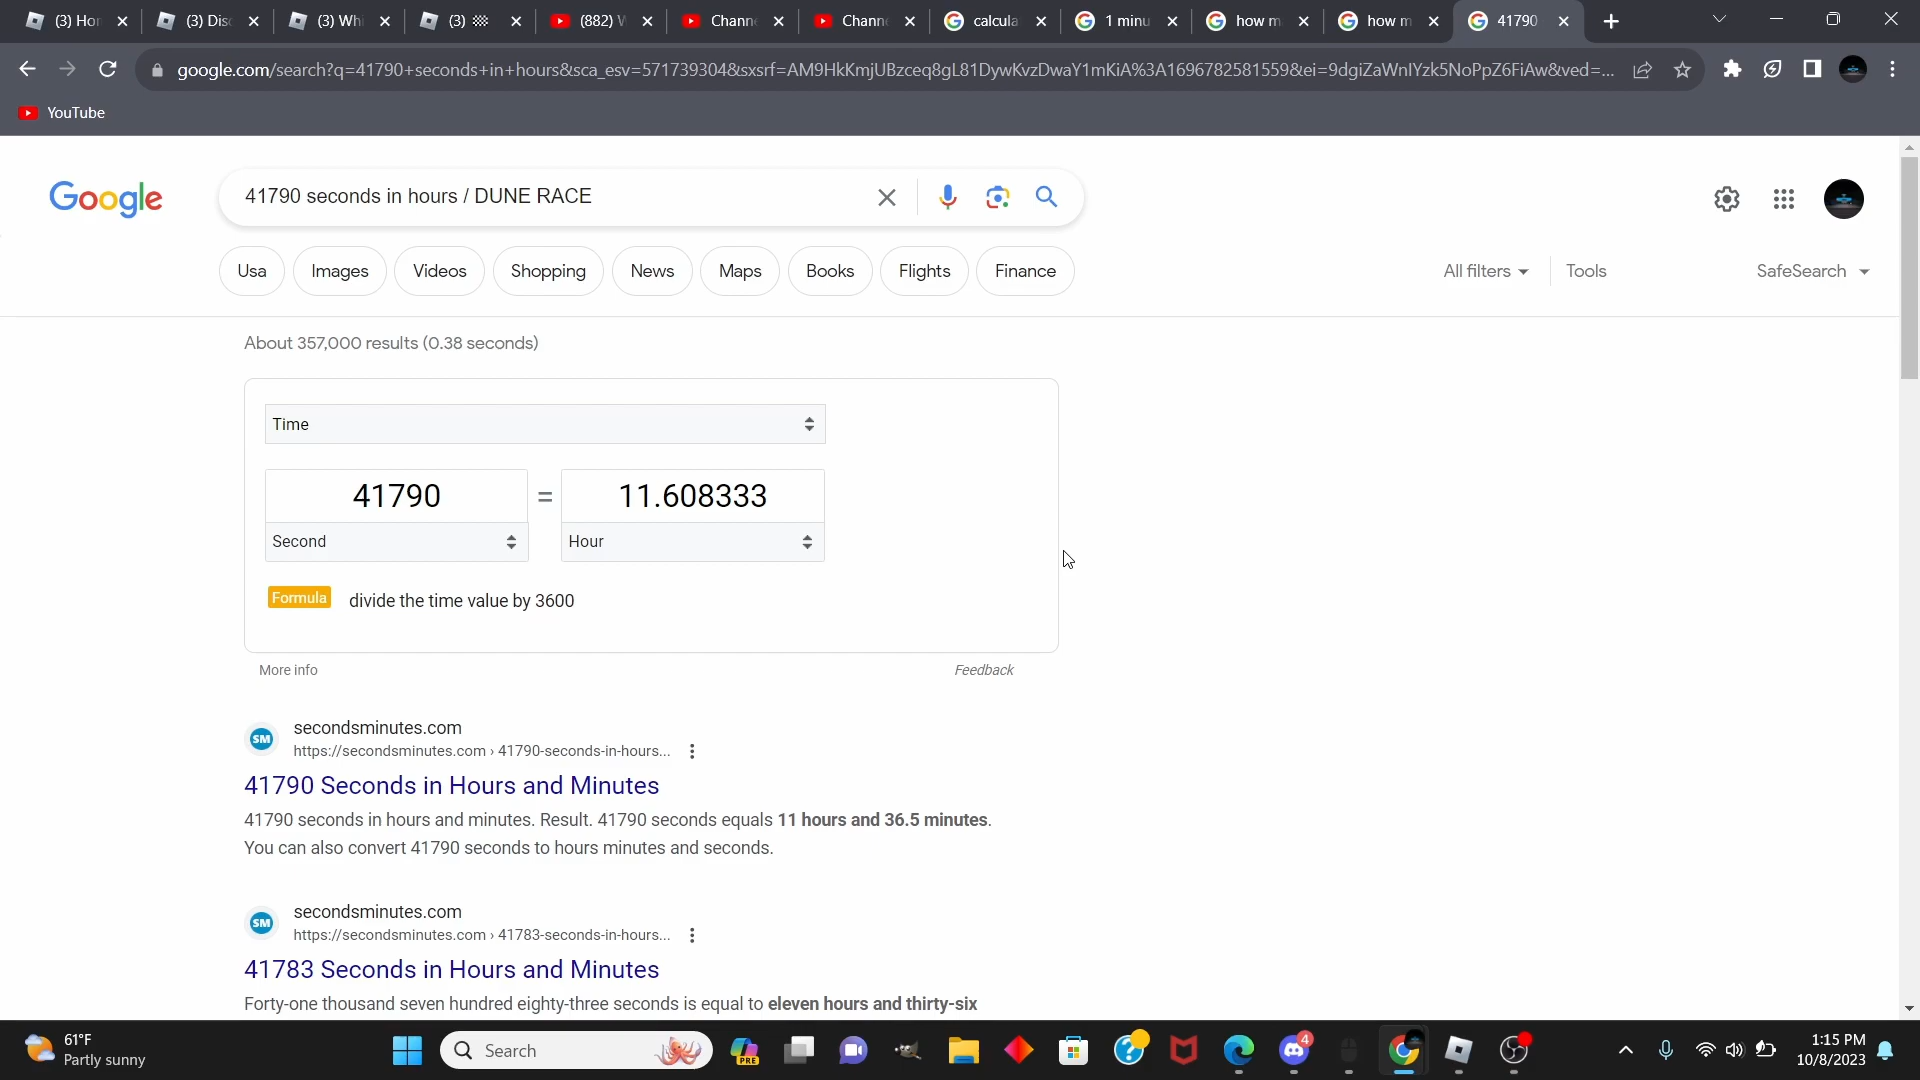 (3) Hor
(3) Disc
(3) Whi
(3)
(882) V
Channe
Channe
calcula
1 minu
how m
how m
41790
google.com/search?q=41790+seconds+in+hours&sca_esv=571739304&sxsrf=AM9HkKmjUBzceq8gL81DywKvzDwaY1mKiA%3A1696782581559&ei=9dgiZaWnIYzk5NoPpZ6FiAw&ved=...
YouTube
Google
41790 seconds in hours / DUNE RACE
Usa
Images
Videos
Shopping
News
Maps
Books
Flights
Finance
All filters
Tools
SafeSearch
About 357,000 results (0.38 seconds)
Time
41790 = 11.608333
Second
Hour
Formula divide the time value by 3600
More info
Feedback
SM
secondsminutes.com
https://secondsminutes.com › 41790-seconds-in-hours...
41790 Seconds in Hours and Minutes
41790 seconds in hours and minutes. Result. 41790 seconds equals 11 hours and 36.5 minutes.
You can also convert 41790 seconds to hours minutes and seconds.
SM
secondsminutes.com
https://secondsminutes.com › 41783-seconds-in-hours...
41783 Seconds in Hours and Minutes
Forty-one thousand seven hundred eighty-three seconds is equal to eleven hours and thirty-six
61°F
Partly sunny
Search
PRE
4
1:15 PM
10/8/2023